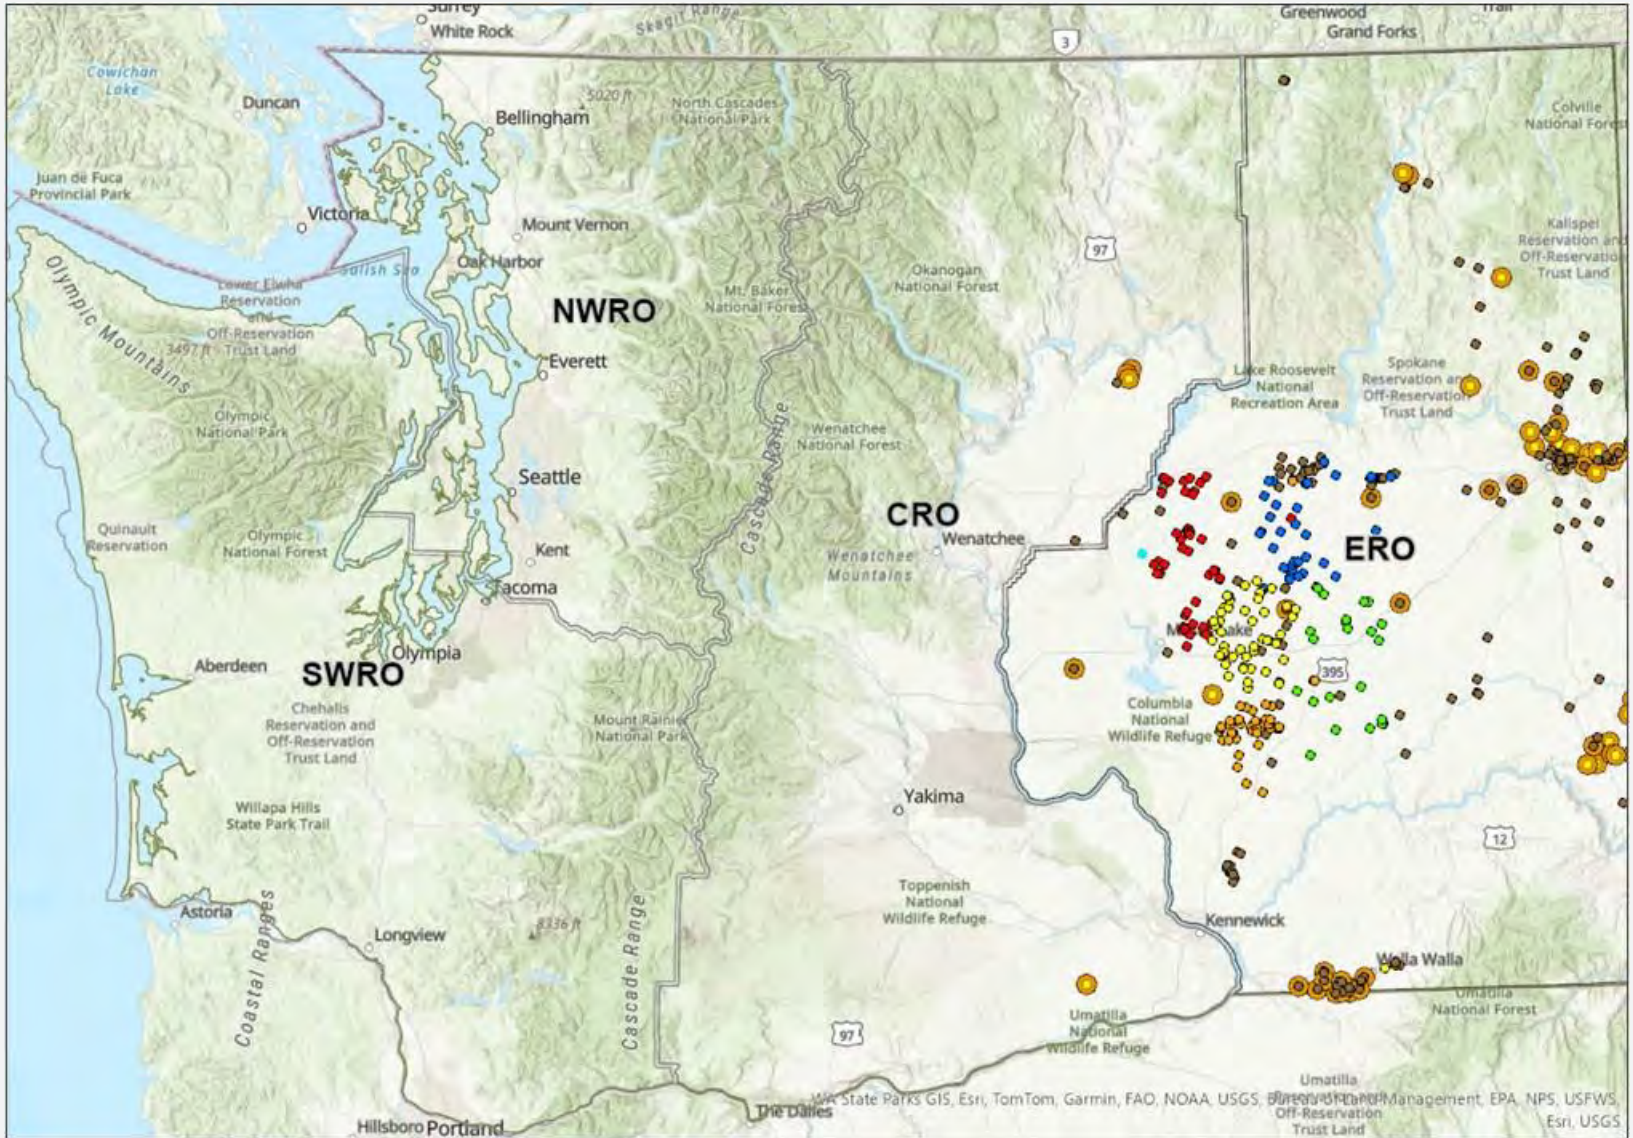 Surrey
White Rock
Skagit Range
3
Greenwood
Trail
Grand Forks
Cowichan
Lake
Duncan
5020 ft
Bellingham
North Cascades
National Park
Colville
National Forest
Juan de Fuca
Provincial Park
Victoria
Mount Vernon
97
Kalispel
Reservation and
Off-Reservation
Trust Land
Oak Harbor
Salish Sea
Okanogan
National Forest
Lower Elwha
Reservation
and
Off-Reservation
Trust Land
Olympic Mountains
3497 ft
NWRO
Mt. Baker
National Forest
Everett
Lake Roosevelt
National
Recreation Area
Spokane
Reservation and
Off-Reservation
Trust Land
Olympic
National Park
Cascade Range
Wenatchee
National Forest
Seattle
CRO
Wenatchee
ERO
Quinault
Reservation
Olympic
National Forest
Kent
Wenatchee
Mountains
Tacoma
Olympia
Aberdeen
SWRO
395
Chehalis
Reservation and
Off-Reservation
Trust Land
Mount Rainier
National Park
Columbia
National
Wildlife Refuge
Yakima
Willapa Hills
State Park Trail
12
Toppenish
National
Wildlife Refuge
Astoria
Kennewick
Longview
8336 ft
Cascade Range
Coastal Ranges
Walla Walla
Umatilla
National Forest
97
Umatilla
National
Wildlife Refuge
Umatilla
Off-Reservation
Trust Land
The Dalles
Hillsboro
Portland
WA State Parks GIS, Esri, TomTom, Garmin, FAO, NOAA, USGS, Bureau of Land Management, EPA, NPS, USFWS,
Esri, USGS